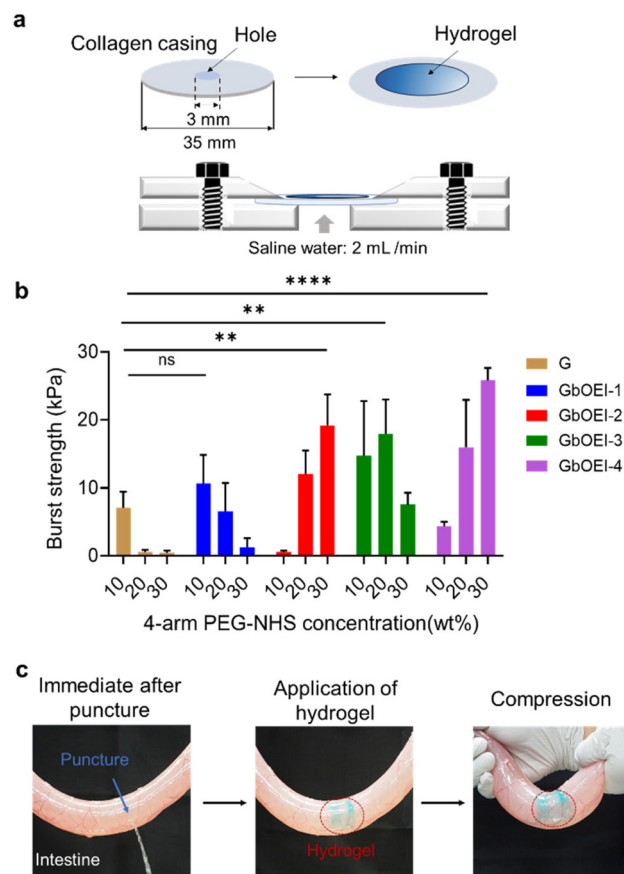 a
Collagen casing
Hole
Hydrogel
3 mm
35 mm
Saline water: 2 mL /min
b
****
**
**
ns
Burst strength (kPa)
30
20
10
0
G
GbOEI-1
GbOEI-2
GbOEI-3
GbOEI-4
10 20 30 10 20 30 10 20 30 10 20 30 10 20 30
4-arm PEG-NHS concentration(wt%)
c
Immediate after
puncture
Application of
hydrogel
Compression
Puncture
Intestine
Hydrogel